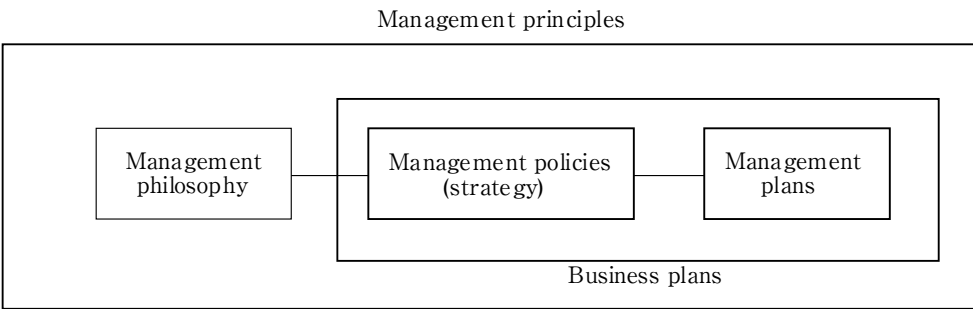 Management principles
Management
philosophy
Management policies
(strategy)
Management
plans
Business plans